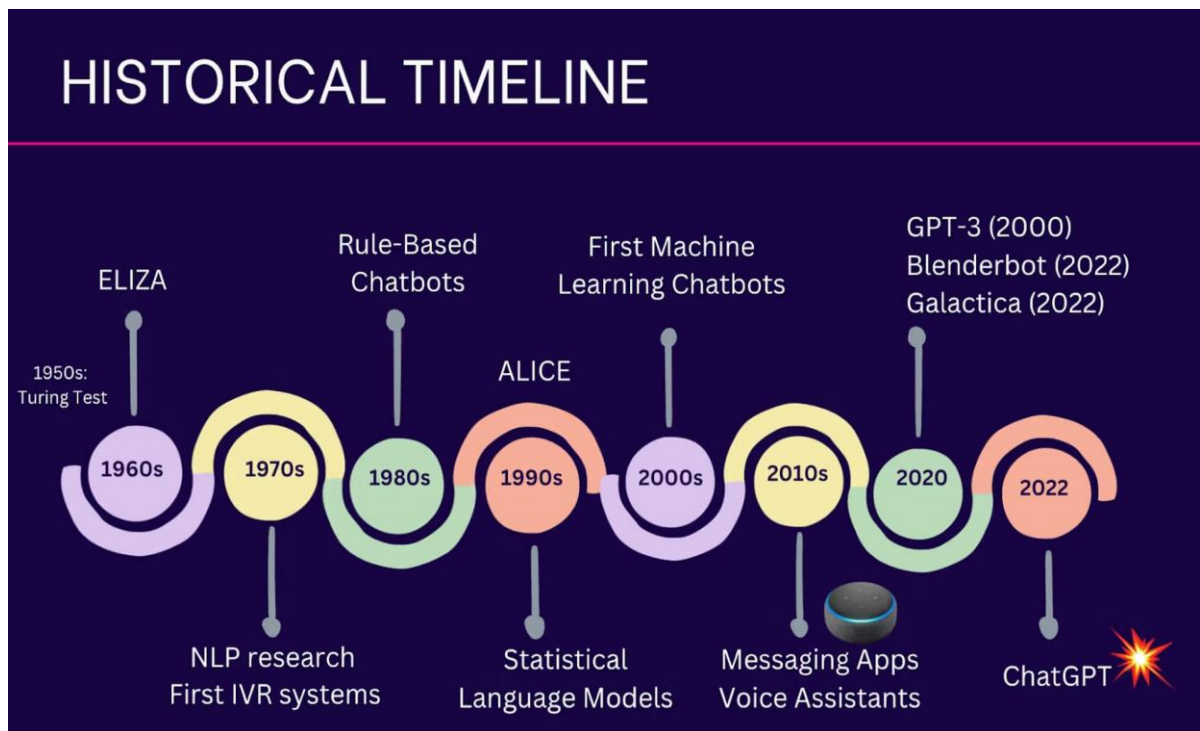 HISTORICAL TIMELINE
1950s:
Turing Test
ELIZA
1960s
1970s
NLP research
First IVR systems
Rule-Based
Chatbots
1980s
ALICE
1990s
Statistical
Language Models
First Machine
Learning Chatbots
2000s
2010s
Messaging Apps
Voice Assistants
GPT-3 (2000)
Blenderbot (2022)
Galactica (2022)
2020
2022
ChatGPT